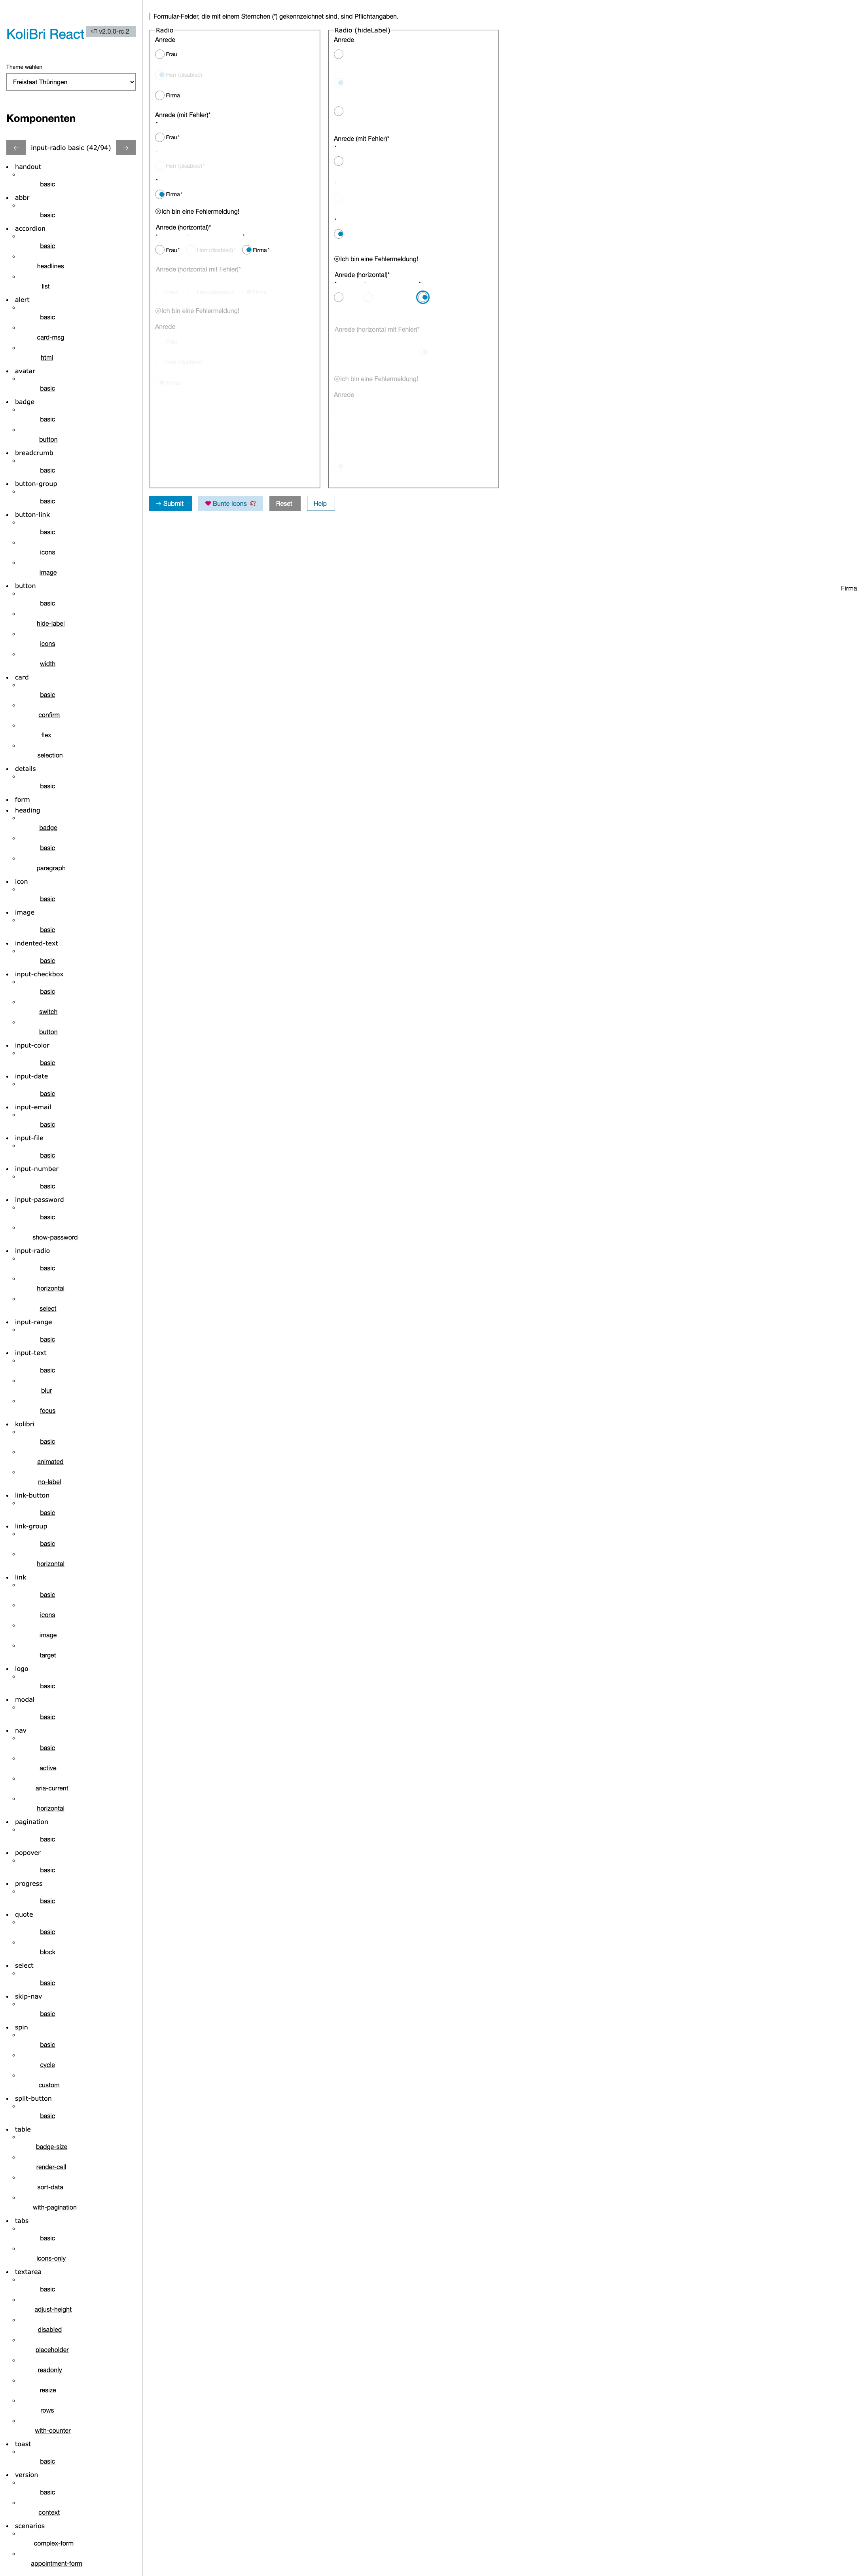 KoliBri React
v2.0.0-rc.2
Theme wählen
Freistaat Thüringen
Komponenten
input-radio basic (42/94)
handout
basic
abbr
basic
accordion
basic
headlines
list
alert
basic
card-msg
html
avatar
basic
badge
basic
button
breadcrumb
basic
button-group
basic
button-link
basic
icons
image
button
basic
hide-label
icons
width
card
basic
confirm
flex
selection
details
basic
form
heading
badge
basic
paragraph
icon
basic
image
basic
indented-text
basic
input-checkbox
basic
switch
button
input-color
basic
input-date
basic
input-email
basic
input-file
basic
input-number
basic
input-password
basic
show-password
input-radio
basic
horizontal
select
input-range
basic
input-text
basic
blur
focus
kolibri
basic
animated
no-label
link-button
basic
link-group
basic
horizontal
link
basic
icons
image
target
logo
basic
modal
basic
nav
basic
active
aria-current
horizontal
pagination
basic
popover
basic
progress
basic
quote
basic
block
select
basic
skip-nav
basic
spin
basic
cycle
custom
split-button
basic
table
badge-size
render-cell
sort-data
with-pagination
tabs
basic
icons-only
textarea
basic
adjust-height
disabled
placeholder
readonly
resize
rows
with-counter
toast
basic
version
basic
context
scenarios
complex-form
appointment-form
Formular-Felder, die mit einem Sternchen (*) gekennzeichnet sind, sind Pflichtangaben.
Radio
Anrede
Frau
Herr (disabled)
Firma
Anrede (mit Fehler)*
*
Frau*
Herr (disabled)*
*
Firma*
Ich bin eine Fehlermeldung!
Anrede (horizontal)*
* *
Frau* Herr (disabled)* Firma*
Anrede (horizontal mit Fehler)*
Ich bin eine Fehlermeldung!
Anrede
Radio (hideLabel)
Anrede
Anrede (mit Fehler)*
*
*
Ich bin eine Fehlermeldung!
Anrede (horizontal)*
* *
Anrede (horizontal mit Fehler)*
Ich bin eine Fehlermeldung!
Anrede
Submit
Bunte Icons
Reset
Help
Firma